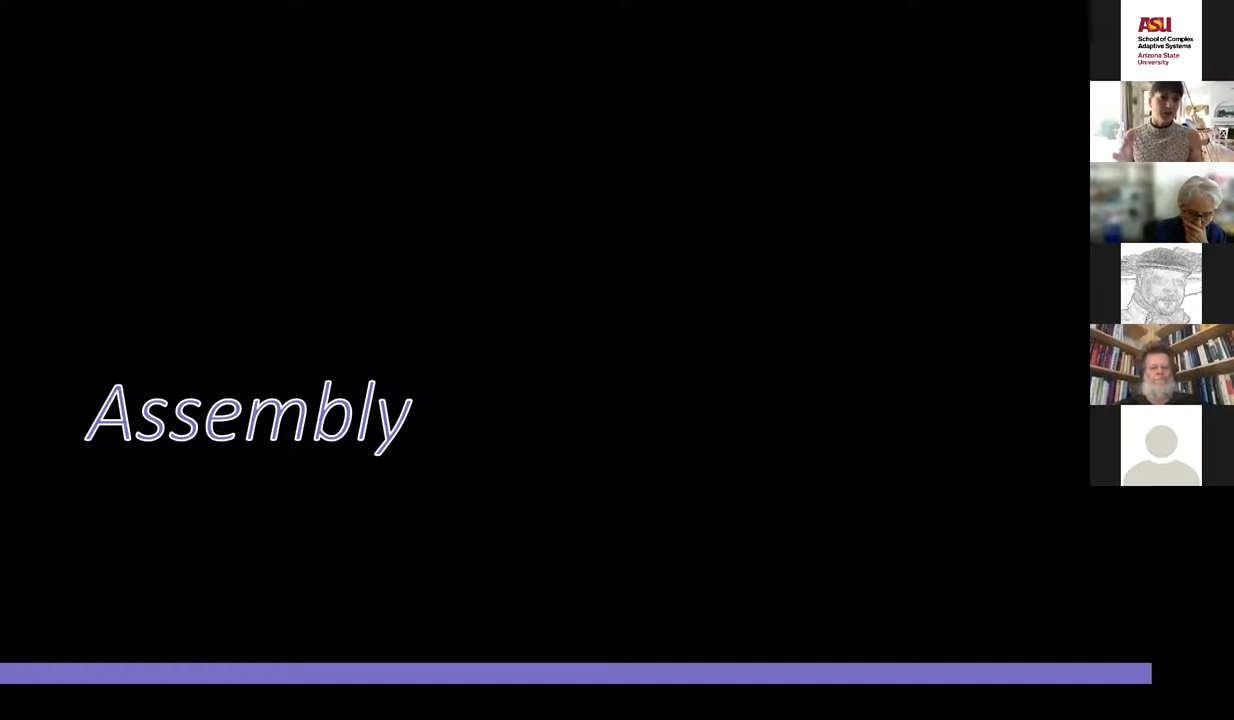 Assembly
ASU
School of Complex
Adaptive Systems
Arizona State
University